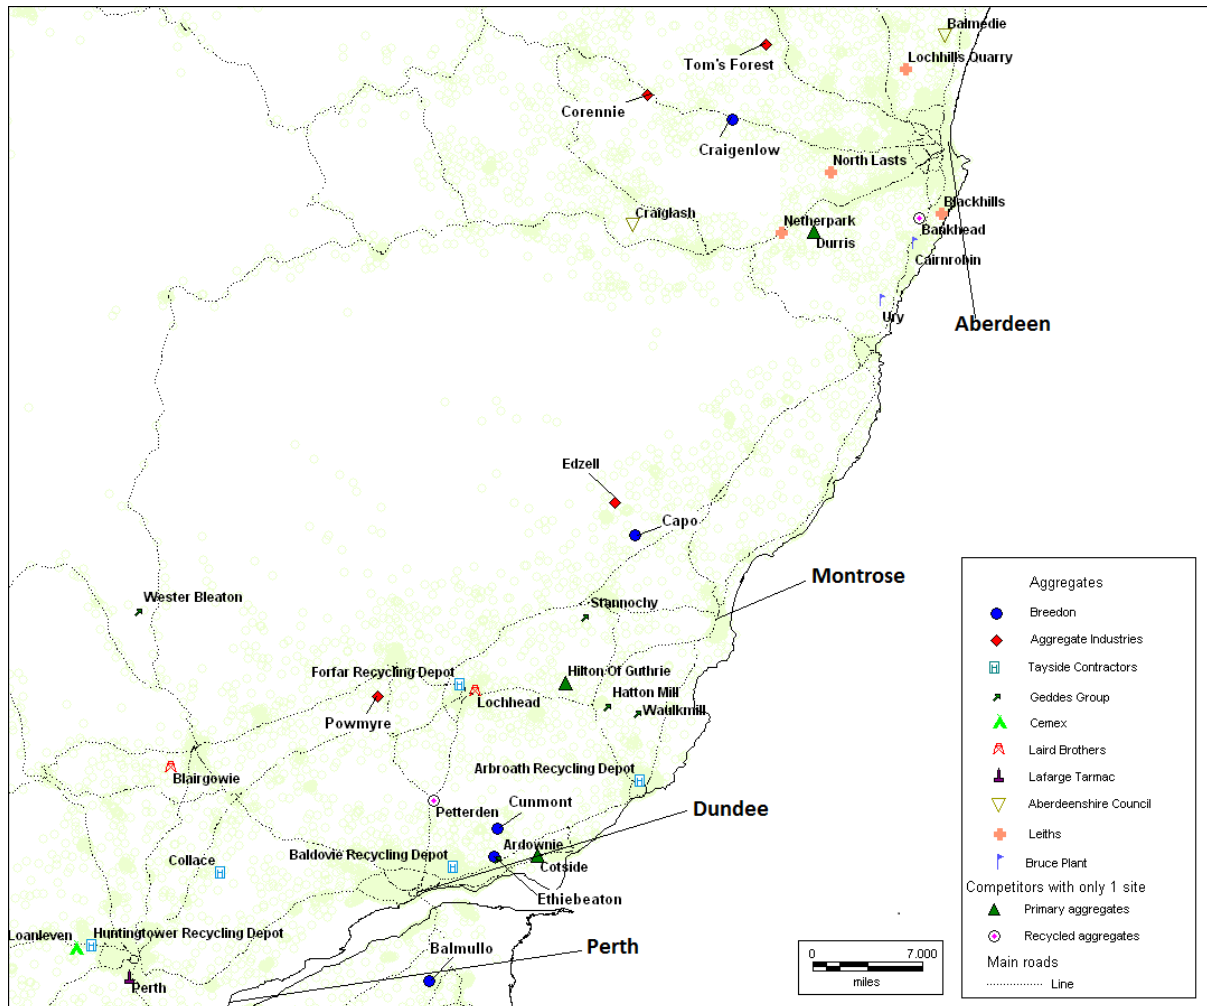 Balmedie
Lochhills Quarry
Tom's Forest
Corennie
Craigenlow
North Lasts
Craiglash
Blackhills
Netherpark
Bankhead
Durris
Cairnrobin
Ury
Aberdeen
Edzell
Capo
Montrose
Wester Bleaton
Stannochy
Forfar Recycling Depot
Hilton Of Guthrie
Hatton Mill
Lochhead
Waulkmill
Powmyre
Arbroath Recycling Depot
Blairgowie
Cunmont
Petterden
Dundee
Ardownie
Baldovie Recycling Depot
Collace
Cotside
Ethiebeaton
Huntingtower Recycling Depot
Loanleven
Balmullo
Perth
Perth
Aggregates
Breedon
Aggregate Industries
Tayside Contractors
Geddes Group
Cemex
Laird Brothers
Lafarge Tarmac
Aberdeenshire Council
Leiths
Bruce Plant
Competitors with only 1 site
Primary aggregates
Recycled aggregates
Main roads
Line
0 7.000
miles